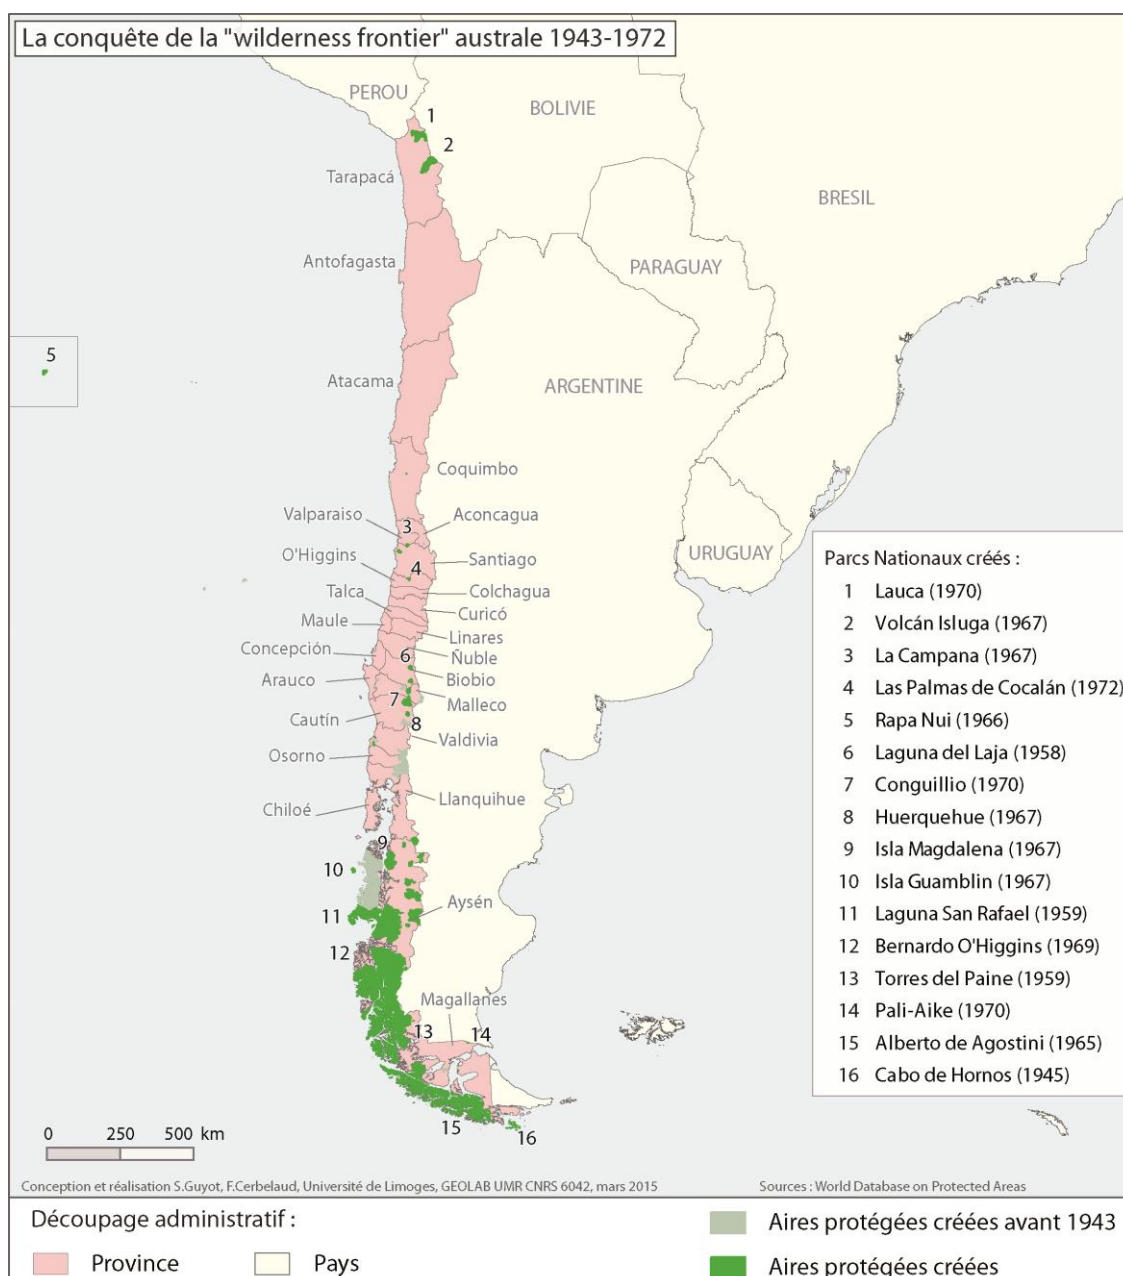 La conquête de la "wilderness frontier" australe 1943-1972
PEROU
BOLIVIE
1
2
Tarapacá
BRESIL
Antofagasta
PARAGUAY
5
Atacama
ARGENTINE
Coquimbo
Valparaiso
3
Aconcagua
O'Higgins
Santiago
URUGUAY
4
Talca
Colchagua
Maule
Curicó
Linares
Concepción
6
Ñuble
Arauco
Biobio
7
Malleco
Cautín
8
Valdivia
Osorno
Llanquihue
Chiloé
9
10
Aysén
11
12
Magallanes
13
14
15
16
Parcs Nationaux créés :
1 Lauca (1970)
2 Volcán Isluga (1967)
3 La Campana (1967)
4 Las Palmas de Cocalán (1972)
5 Rapa Nui (1966)
6 Laguna del Laja (1958)
7 Conguillio (1970)
8 Huerquehue (1967)
9 Isla Magdalena (1967)
10 Isla Guamblin (1967)
11 Laguna San Rafael (1959)
12 Bernardo O'Higgins (1969)
13 Torres del Paine (1959)
14 Pali-Aike (1970)
15 Alberto de Agostini (1965)
16 Cabo de Hornos (1945)
0 250 500 km
Conception et réalisation S.Guyot, F.Cerbelaud, Université de Limoges, GEOLAB UMR CNRS 6042, mars 2015
Sources : World Database on Protected Areas
Découpage administratif :
Province
Pays
Aires protégées créées avant 1943
Aires protégées créées